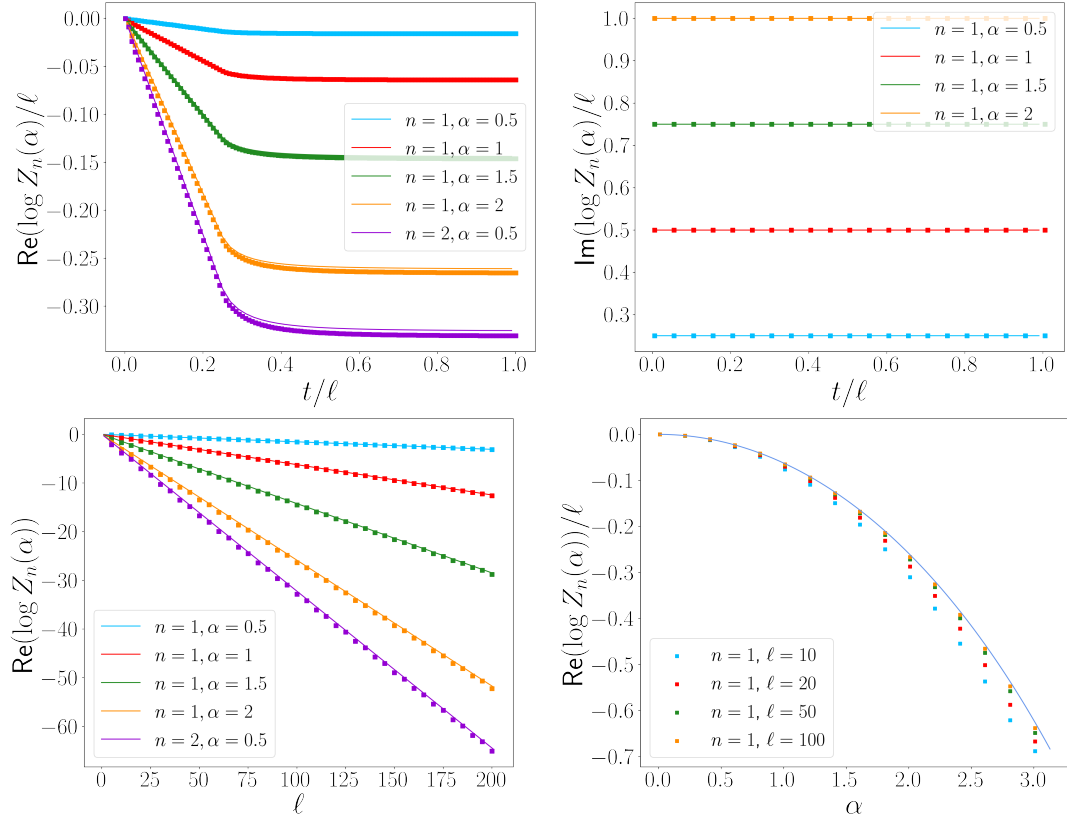 Re(log Zₙ(α)/ℓ
0.00
−0.05
−0.10
−0.15
−0.20
−0.25
−0.30
n = 1, α = 0.5
n = 1, α = 1
n = 1, α = 1.5
n = 1, α = 2
n = 2, α = 0.5
0.0 0.2 0.4 0.6 0.8 1.0
t/ℓ
Im(log Zₙ(α)/ℓ
1.0
0.9
0.8
0.7
0.6
0.5
0.4
0.3
n = 1, α = 0.5
n = 1, α = 1
n = 1, α = 1.5
n = 1, α = 2
0.0 0.2 0.4 0.6 0.8 1.0
t/ℓ
Re(log Zₙ(α))
0
−10
−20
−30
−40
−50
−60
n = 1, α = 0.5
n = 1, α = 1
n = 1, α = 1.5
n = 1, α = 2
n = 2, α = 0.5
0 25 50 75 100 125 150 175 200
ℓ
Re(log Zₙ(α))/ℓ
0.0
−0.1
−0.2
−0.3
−0.4
−0.5
−0.6
−0.7
n = 1, ℓ = 10
n = 1, ℓ = 20
n = 1, ℓ = 50
n = 1, ℓ = 100
0.0 0.5 1.0 1.5 2.0 2.5 3.0
α